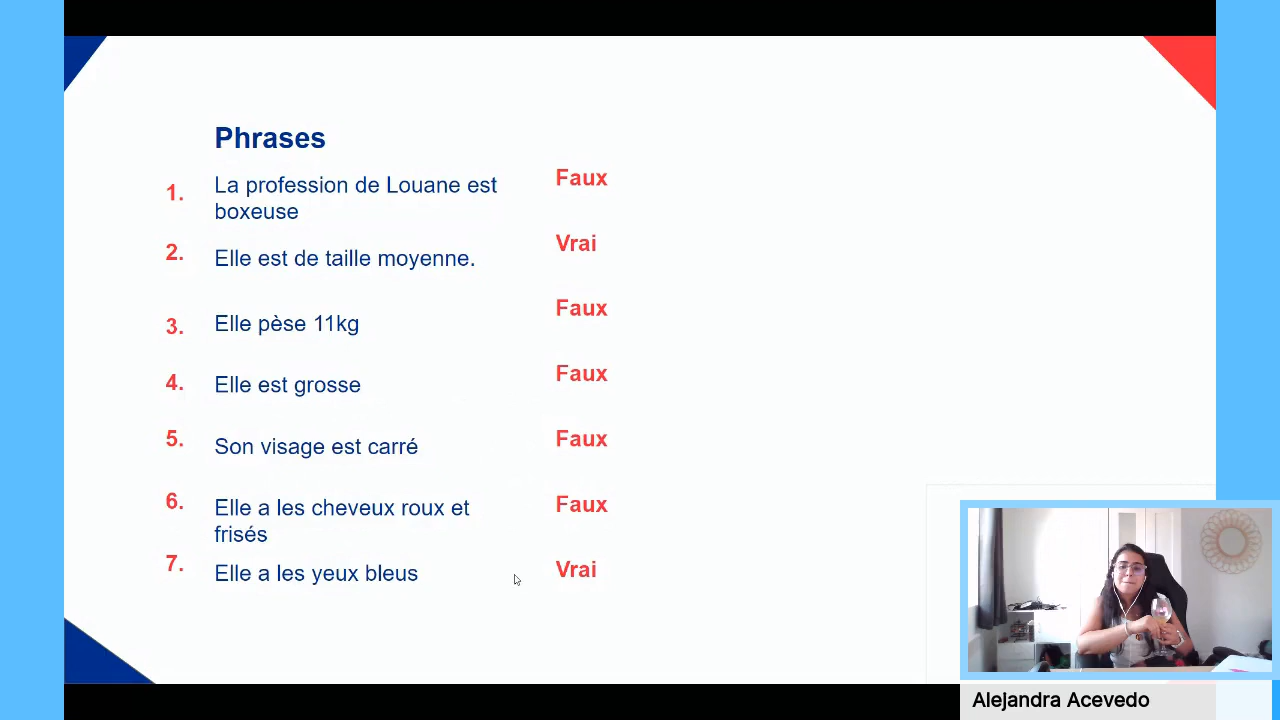 Phrases
1. La profession de Louane est Faux
boxeuse
2. Elle est de taille moyenne. Vrai
3. Elle pèse 11kg Faux
4. Elle est grosse Faux
5. Son visage est carré Faux
6. Elle a les cheveux roux et Faux
frisés
7. Elle a les yeux bleus Vrai
Alejandra Acevedo